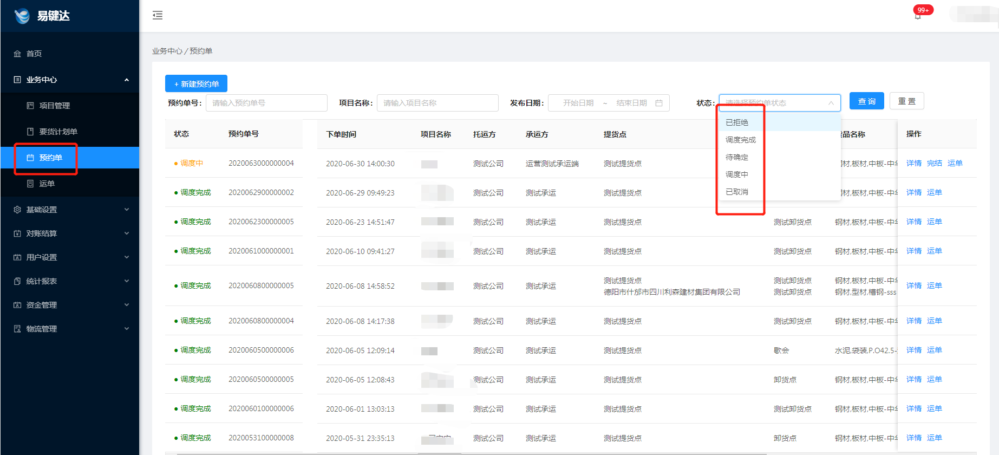 易键达
99+
首页
业务中心
项目管理
要货计划单
预约单
运单
基础设置
对账结算
用户设置
统计报表
资金管理
物流管理
业务中心 / 预约单
+ 新建预约单
预约单号： 请输入预约单号 项目名称： 请输入项目名称 发布日期： 开始日期 ~ 结束日期 状态： 请选择预约单状态 查 询 重 置
已拒绝
调度完成
待确定
调度中
已取消
状态 预约单号 下单时间 项目名称 托运方 承运方 提货点 品名称 操作
调度中 2020063000000004 2020-06-30 14:00:30 测试公司 运营测试承运端 测试提货点 材,板材,中板-中 详情 完结 运单
调度完成 2020062900000002 2020-06-29 09:49:23 测试公司 测试承运 测试提货点 材,板材,中板-中 详情 运单
调度完成 2020062300000005 2020-06-23 14:51:47 测试公司 测试承运 测试提货点 测试卸货点 钢材,板材,中板-中 详情 运单
调度完成 2020061000000001 2020-06-10 09:41:27 测试公司 测试承运 测试提货点 测试卸货点 钢材,板材,中板-中 详情 运单
调度完成 2020060800000005 2020-06-08 14:58:52 测试公司 测试承运 测试提货点 测试卸货点 钢材,板材,中板-中 详情 运单
德阳市什邡市四川利森建材集团有限公司 测试卸货点 钢材,型材,槽钢-sss
调度完成 2020060800000004 2020-06-08 14:17:38 测试公司 测试承运 测试提货点 测试卸货点 钢材,板材,中板-中 详情 运单
调度完成 2020060500000006 2020-06-05 12:09:14 测试公司 测试承运 测试提货点 歇会 水泥,袋装,P.O42.5- 详情 运单
调度完成 2020060500000005 2020-06-05 12:08:43 测试公司 测试承运 测试提货点 卸货点 钢材,板材,中板-中 详情 运单
调度完成 2020060100000006 2020-06-01 13:03:13 测试公司 测试承运 测试提货点 测试卸货点 钢材,板材,中板-中 详情 运单
调度完成 2020053100000008 2020-05-31 23:35:13 测试公司 测试承运 测试提货点 卸货点 钢材,板材,中板-中 详情 运单